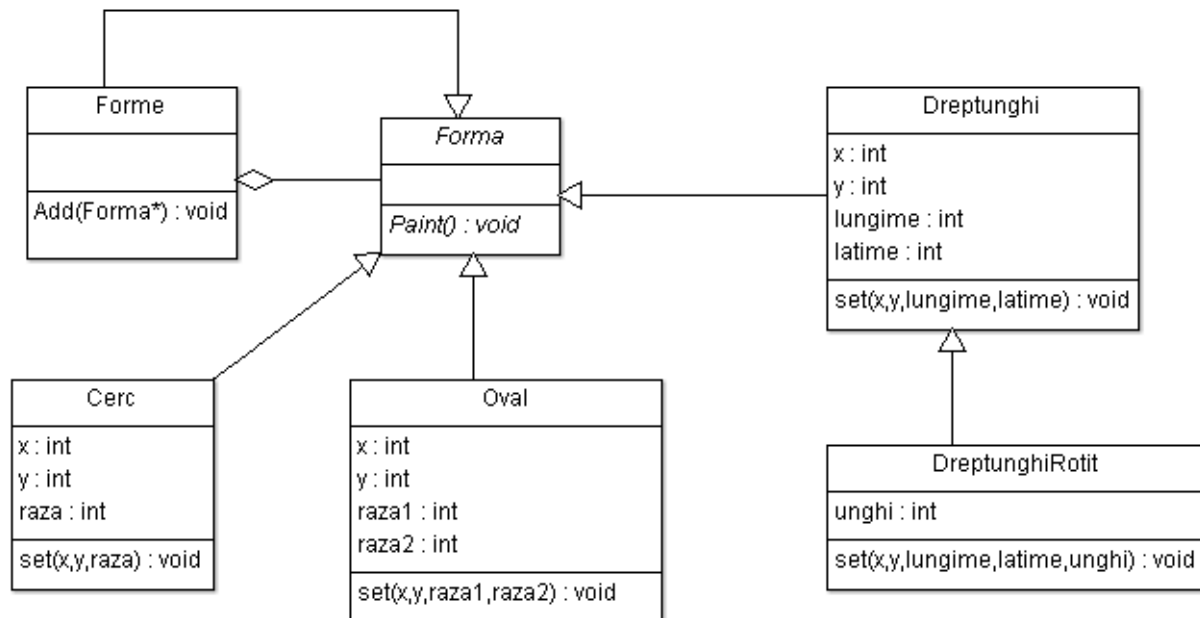 Forme
Add(Forma*) : void
Forma
Paint() : void
Dreptunghi
x : int
y : int
lungime : int
latime : int
set(x,y,lungime,latime) : void
Cerc
x : int
y : int
raza : int
set(x,y,raza) : void
Oval
x : int
y : int
raza1 : int
raza2 : int
set(x,y,raza1,raza2) : void
DreptunghiRotit
unghi : int
set(x,y,lungime,latime,unghi) : void